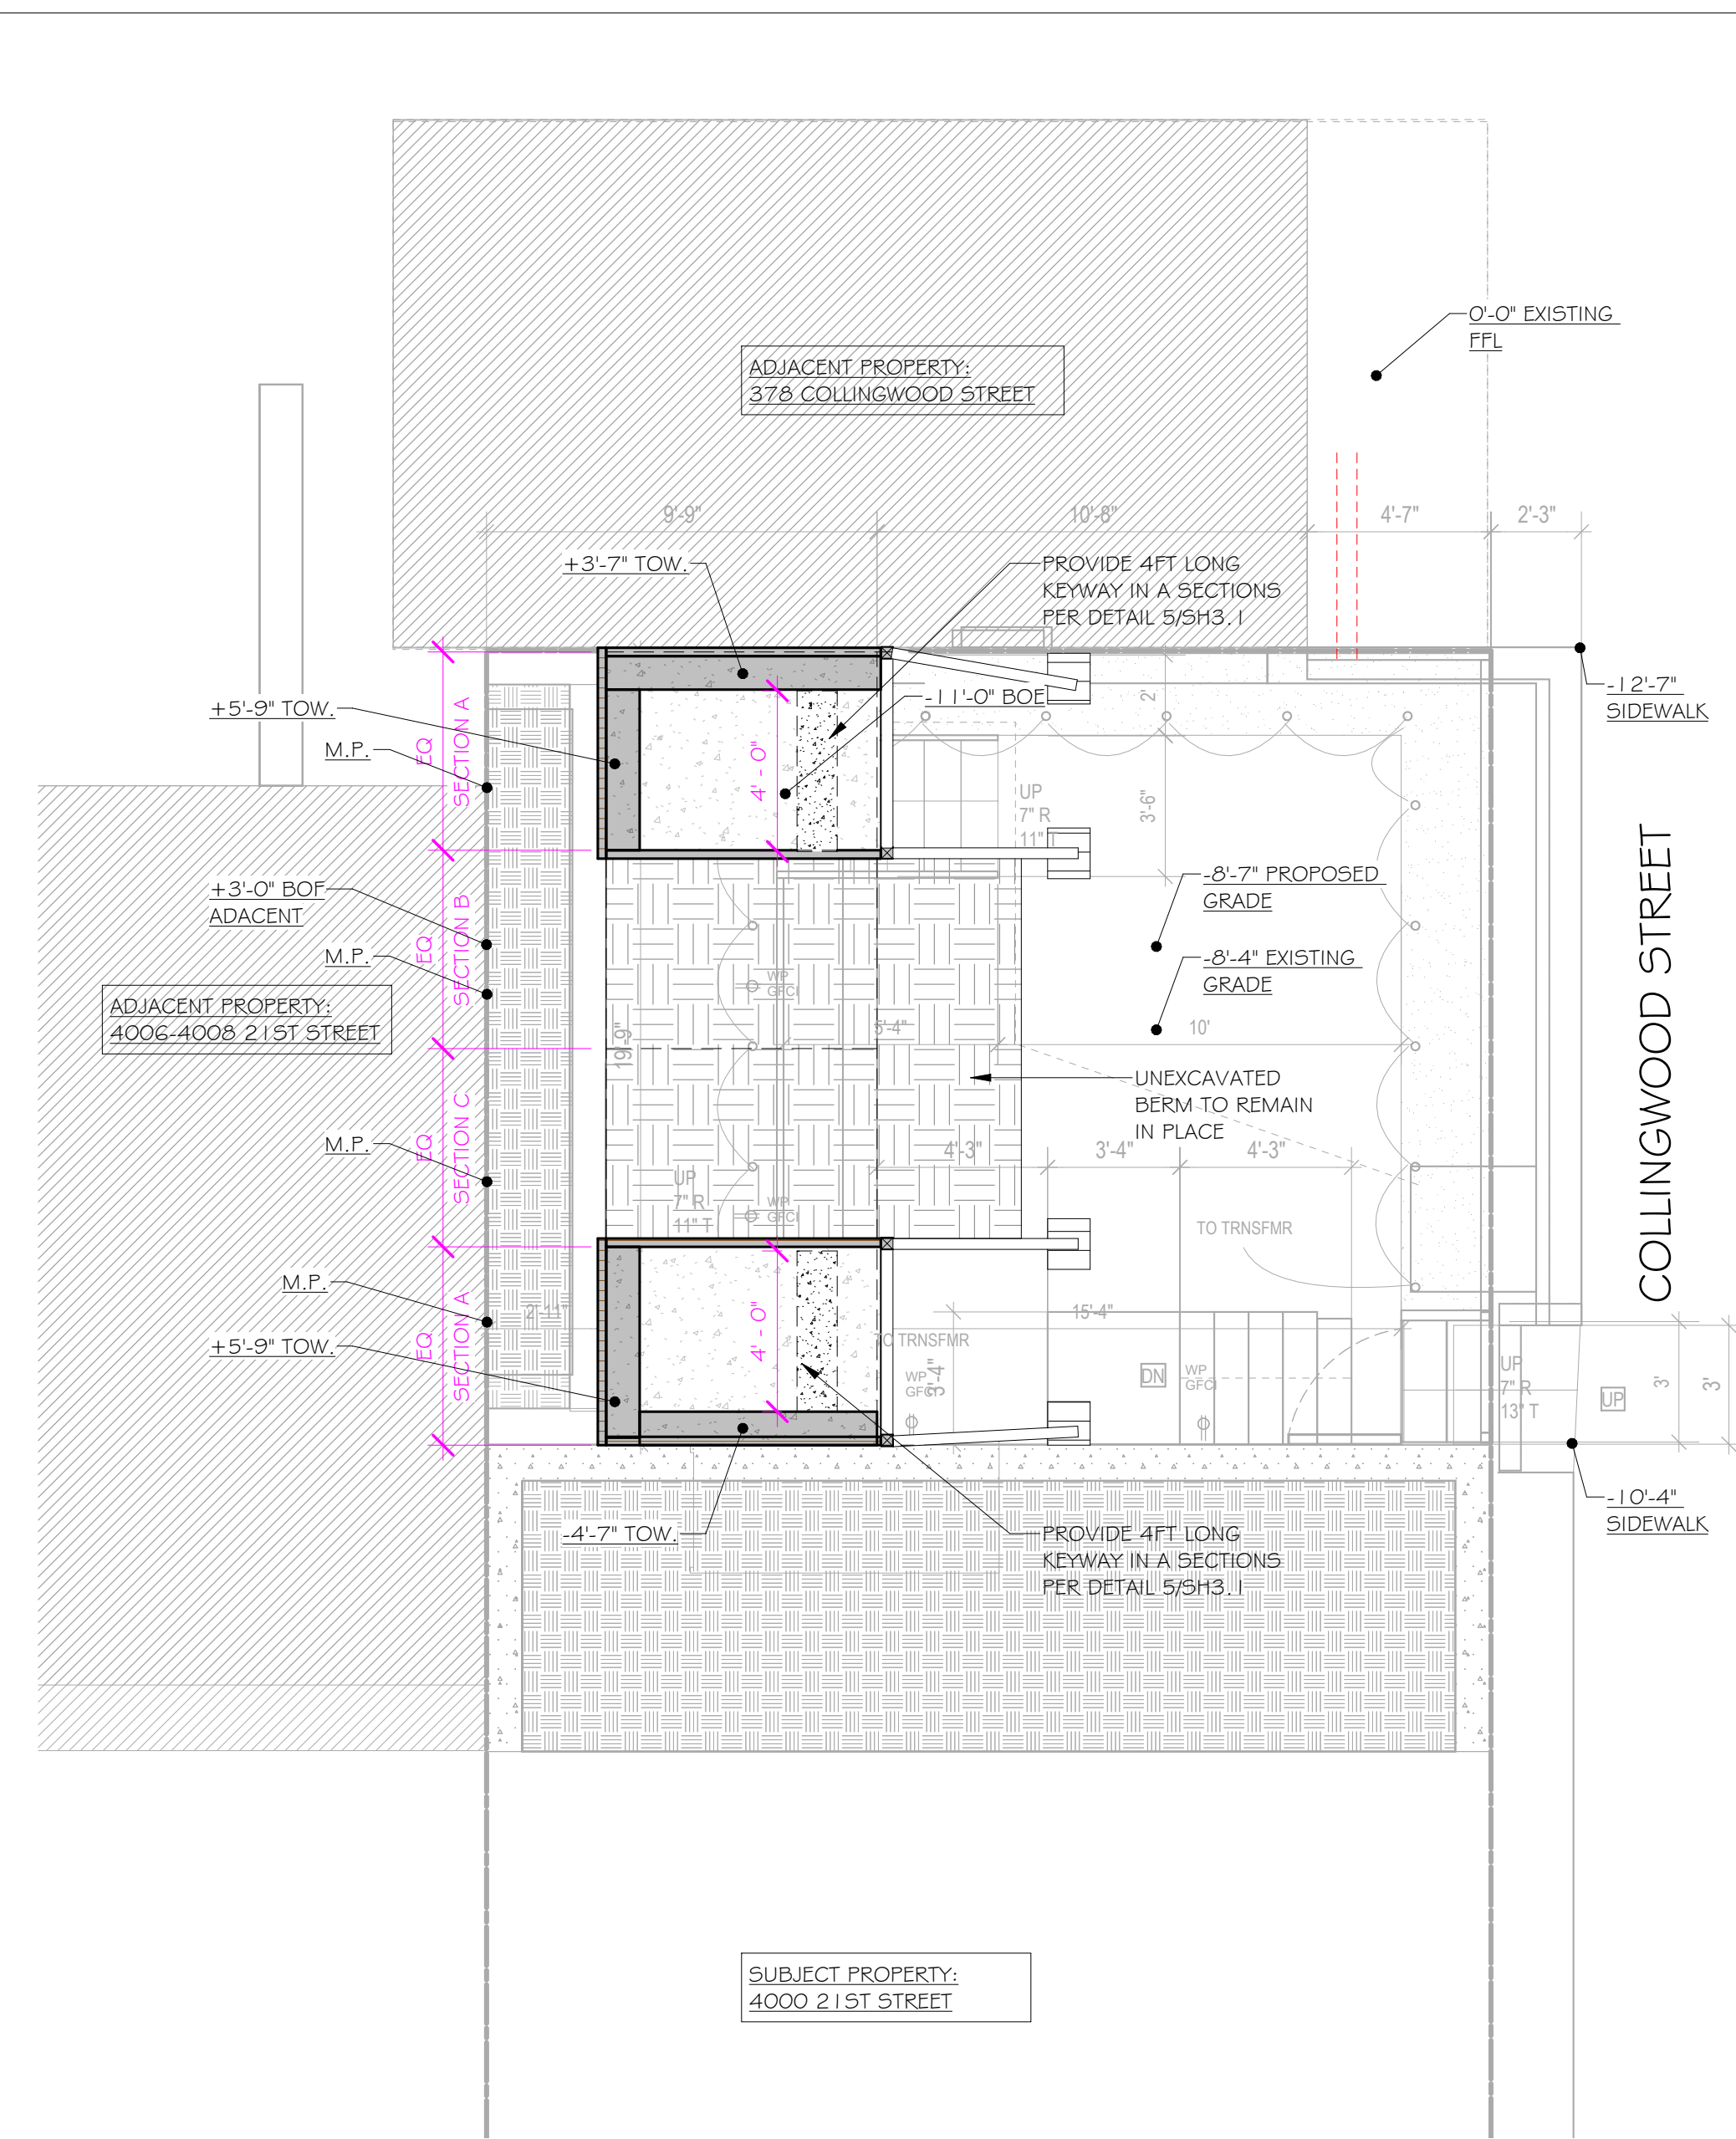 0'-0" EXISTING
FFL
ADJACENT PROPERTY:
378 COLLINGWOOD STREET
9'-9"
10'-8"
4'-7"
2'-3"
+3'-7" TOW.
PROVIDE 4FT LONG
KEYWAY IN A SECTIONS
PER DETAIL 5/SH3.1
-12'-7"
SIDEWALK
-11'-0" BOE
2'
+5'-9" TOW.
M.P.
EQ
SECTION A
4' - 0"
UP
7" R
11" T
3'-6"
-8'-7" PROPOSED
GRADE
+3'-0" BOF
ADACENT
EQ
SECTION B
M.P.
WP
GFCI
-8'-4" EXISTING
GRADE
COLLINGWOOD STREET
ADJACENT PROPERTY:
4006-4008 21ST STREET
19'-9"
5'-4"
10'
UNEXCAVATED
BERM TO REMAIN
IN PLACE
M.P.
EQ
SECTION C
4'-3"
3'-4"
4'-3"
UP
7" R
11" T
WP
GFCI
TO TRNSFMR
M.P.
EQ
SECTION A
2'-11"
4' - 0"
15'-4"
+5'-9" TOW.
TO TRNSFMR
WP
GFCI
3'-4"
DN
WP
GFCI
UP
7" R
13" T
UP
3'
3'
-4'-7" TOW.
PROVIDE 4FT LONG
KEYWAY IN A SECTIONS
PER DETAIL 5/SH3.1
-10'-4"
SIDEWALK
SUBJECT PROPERTY:
4000 21ST STREET